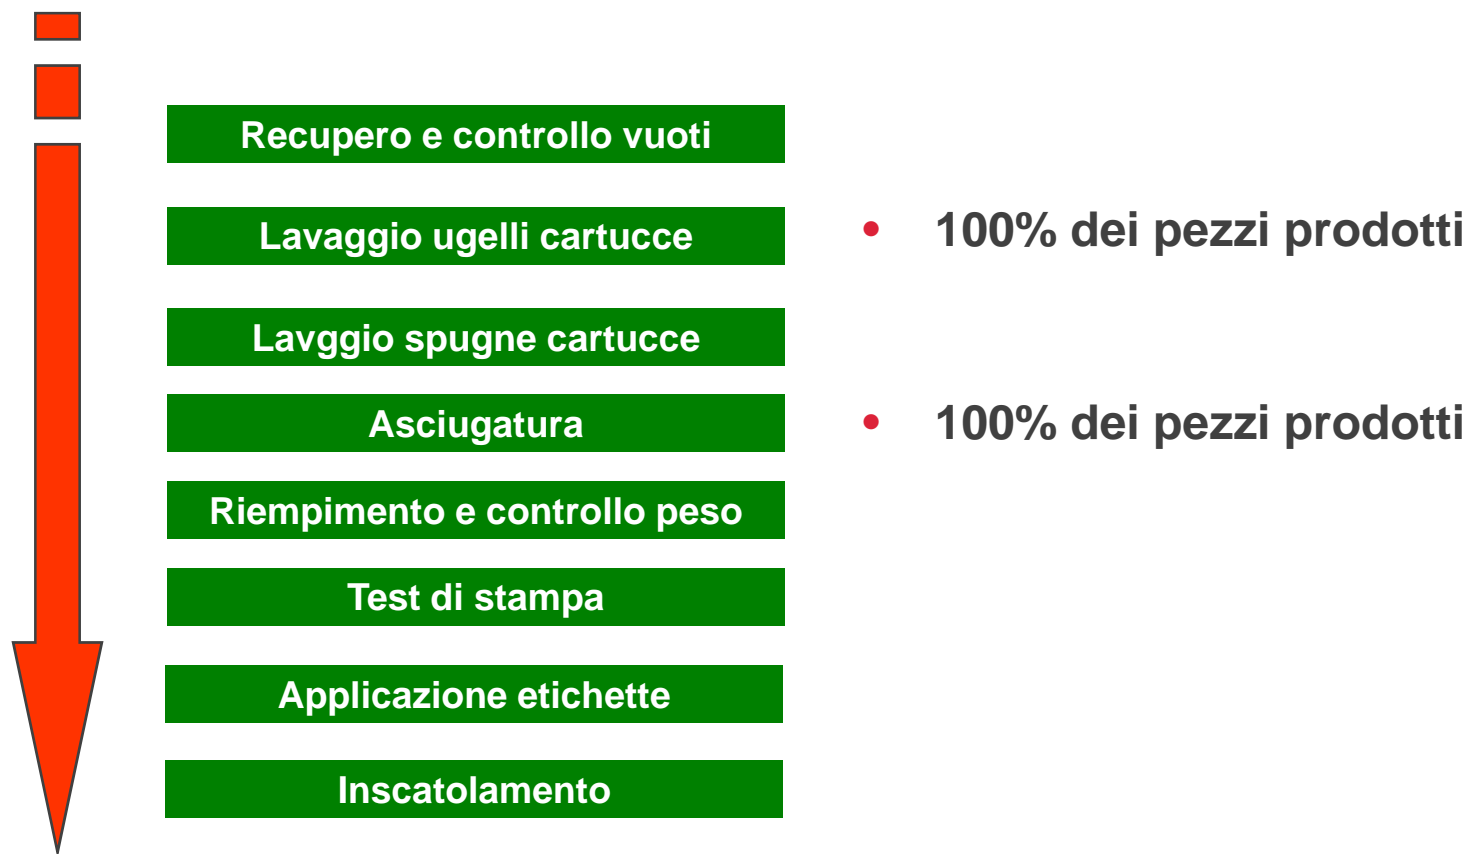 Recupero e controllo vuoti
Lavaggio ugelli cartucce
• 100% dei pezzi prodotti
Lavggio spugne cartucce
Asciugatura
• 100% dei pezzi prodotti
Riempimento e controllo peso
Test di stampa
Applicazione etichette
Inscatolamento